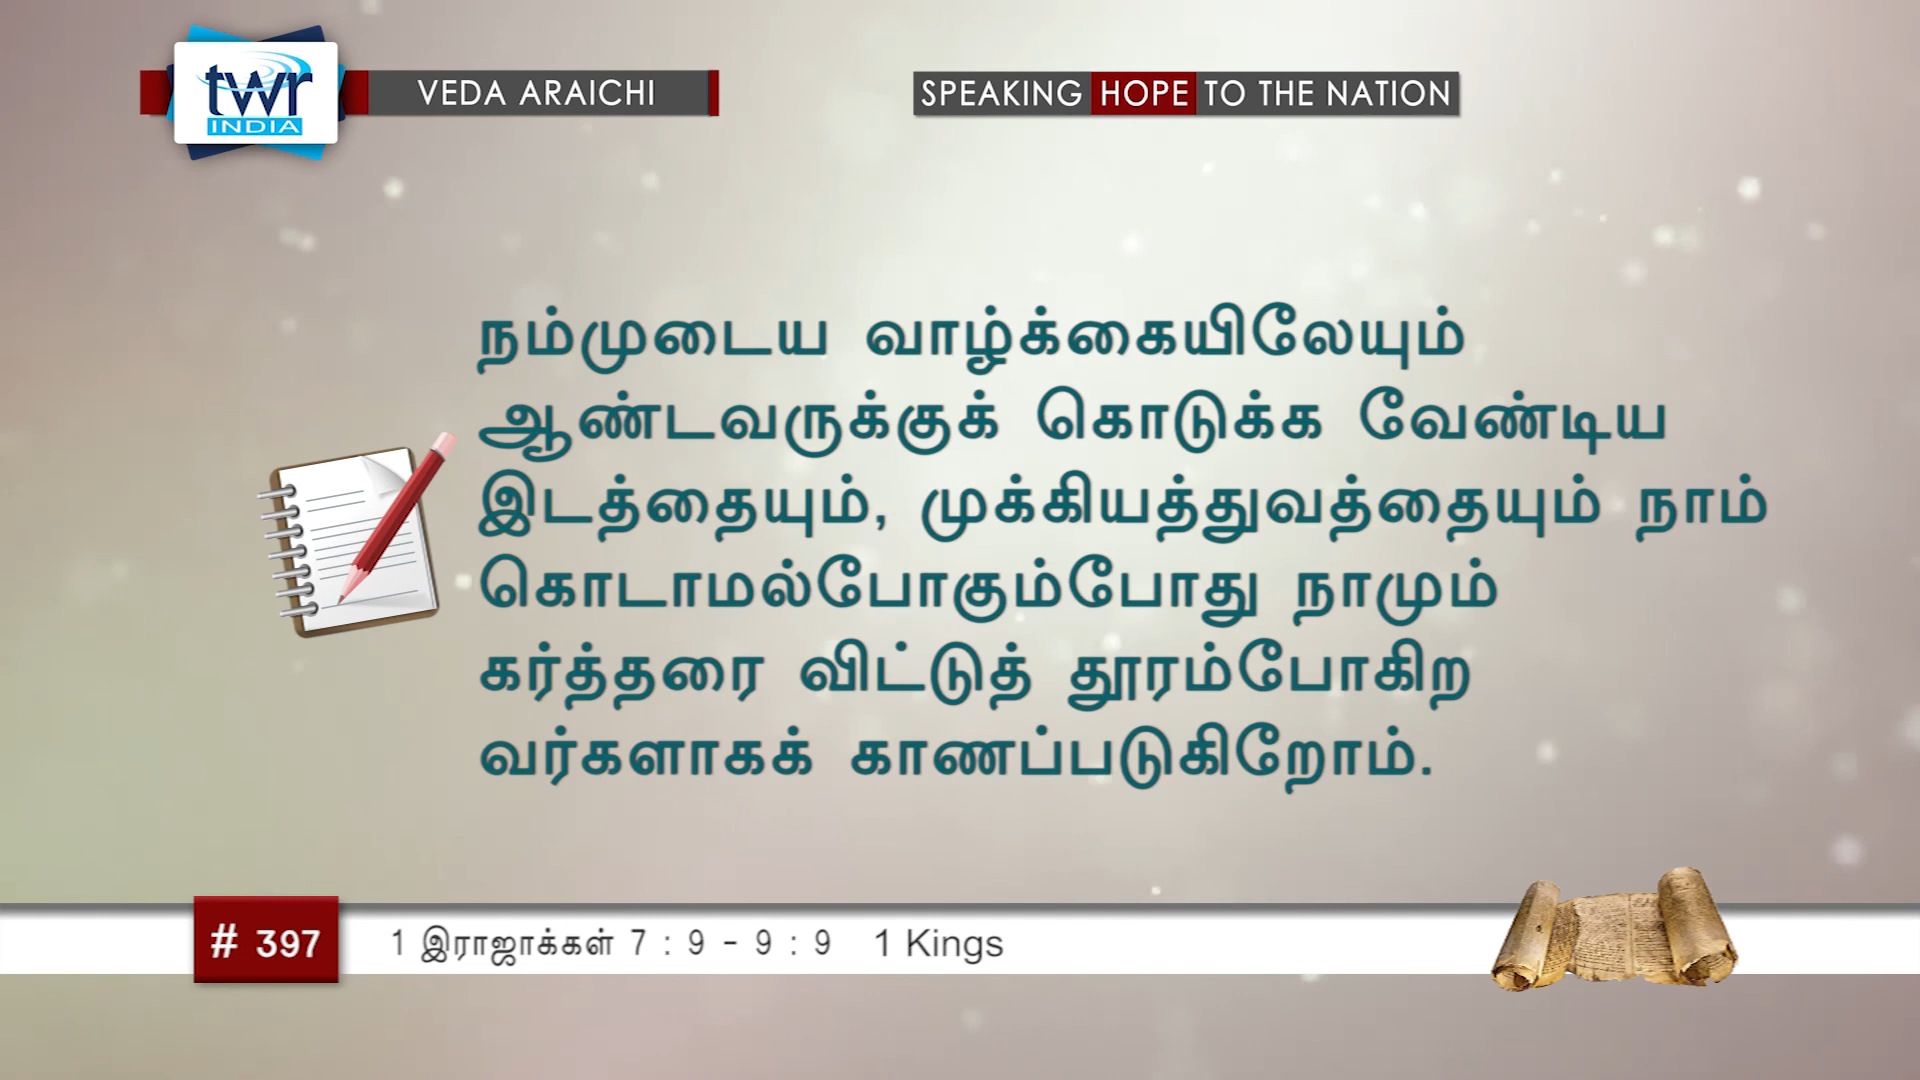 twr
INDIA
VEDA ARAICHI
SPEAKING HOPE TO THE NATION
நம்முடைய வாழ்க்கையிலேயும்
ஆண்டவருக்குக் கொடுக்க வேண்டிய
இடத்தையும், முக்கியத்துவத்தையும் நாம்
கொடாமல்போகும்போது நாமும்
கர்த்தரை விட்டுத் தூரம்போகிற
வர்களாகக் காணப்படுகிறோம்.
# 397
1 இராஜாக்கள் 7 : 9 - 9 : 9 1 Kings